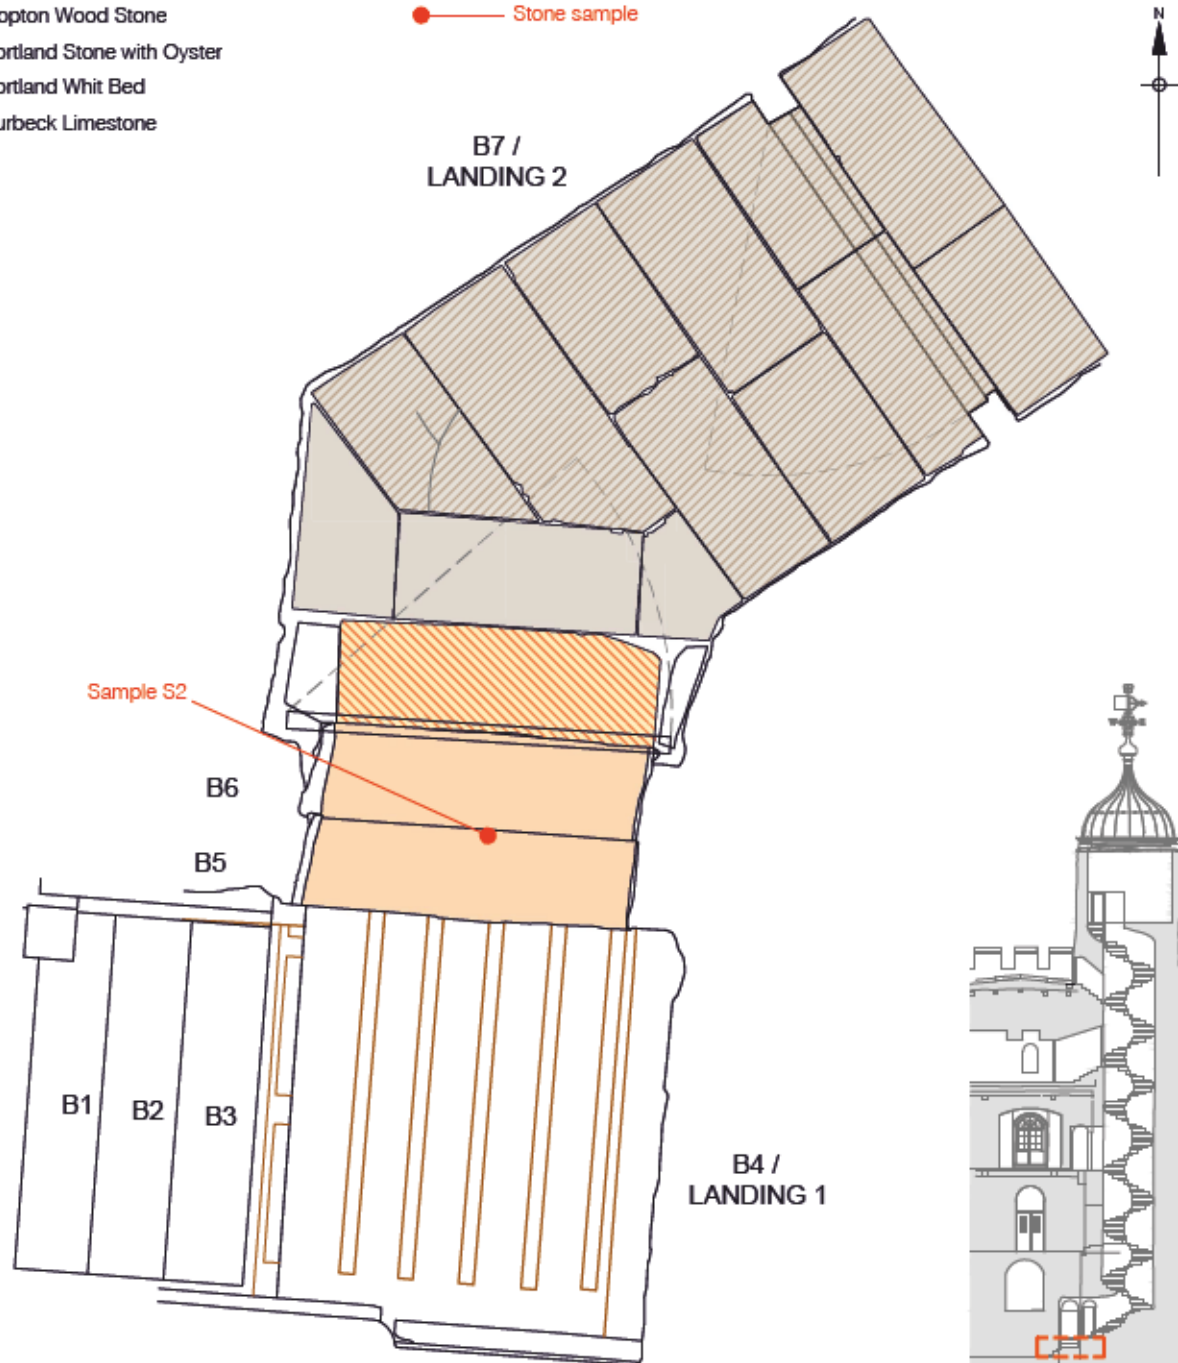 opton Wood Stone
ortland Stone with Oyster
ortland Whit Bed
urbeck Limestone
Stone sample
N
B7 /
LANDING 2
Sample S2
B6
B5
B1
B2
B3
B4 /
LANDING 1